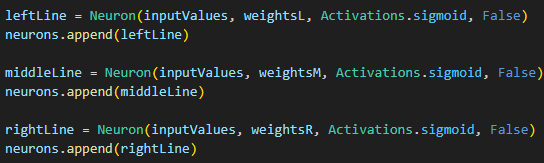 leftLine = Neuron(inputValues, weightsL, Activations.sigmoid, False)
neurons.append(leftLine)
middleLine = Neuron(inputValues, weightsM, Activations.sigmoid, False)
neurons.append(middleLine)
rightLine = Neuron(inputValues, weightsR, Activations.sigmoid, False)
neurons.append(rightLine)